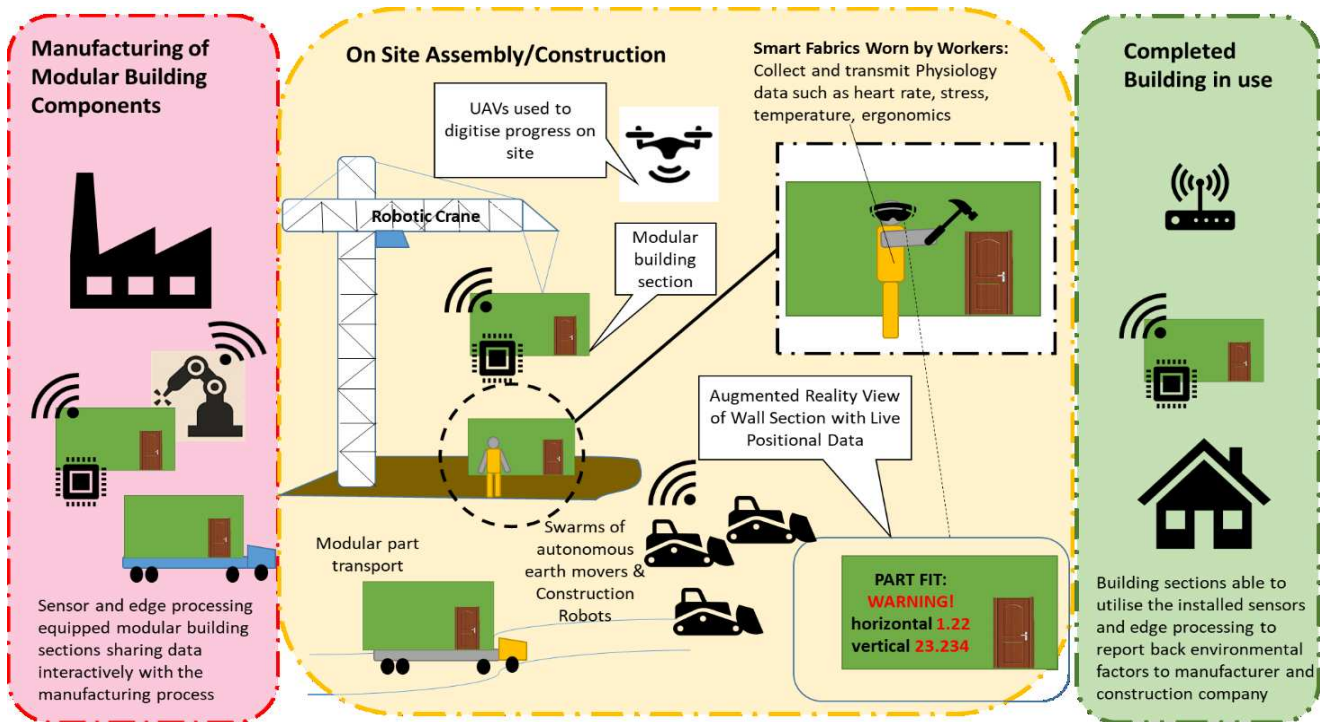 Manufacturing of
Modular Building
Components
Sensor and edge processing
equipped modular building
sections sharing data
interactively with the
manufacturing process
On Site Assembly/Construction
UAVs used to
digitise progress on
site
Robotic Crane
Modular
building
section
Smart Fabrics Worn by Workers:
Collect and transmit Physiology
data such as heart rate, stress,
temperature, ergonomics
Augmented Reality View
of Wall Section with Live
Positional Data
Modular part
transport
Swarms of
autonomous
earth movers &
Construction
Robots
PART FIT:
WARNING!
horizontal 1.22
vertical 23.234
Completed
Building in use
Building sections able to
utilise the installed sensors
and edge processing to
report back environmental
factors to manufacturer and
construction company